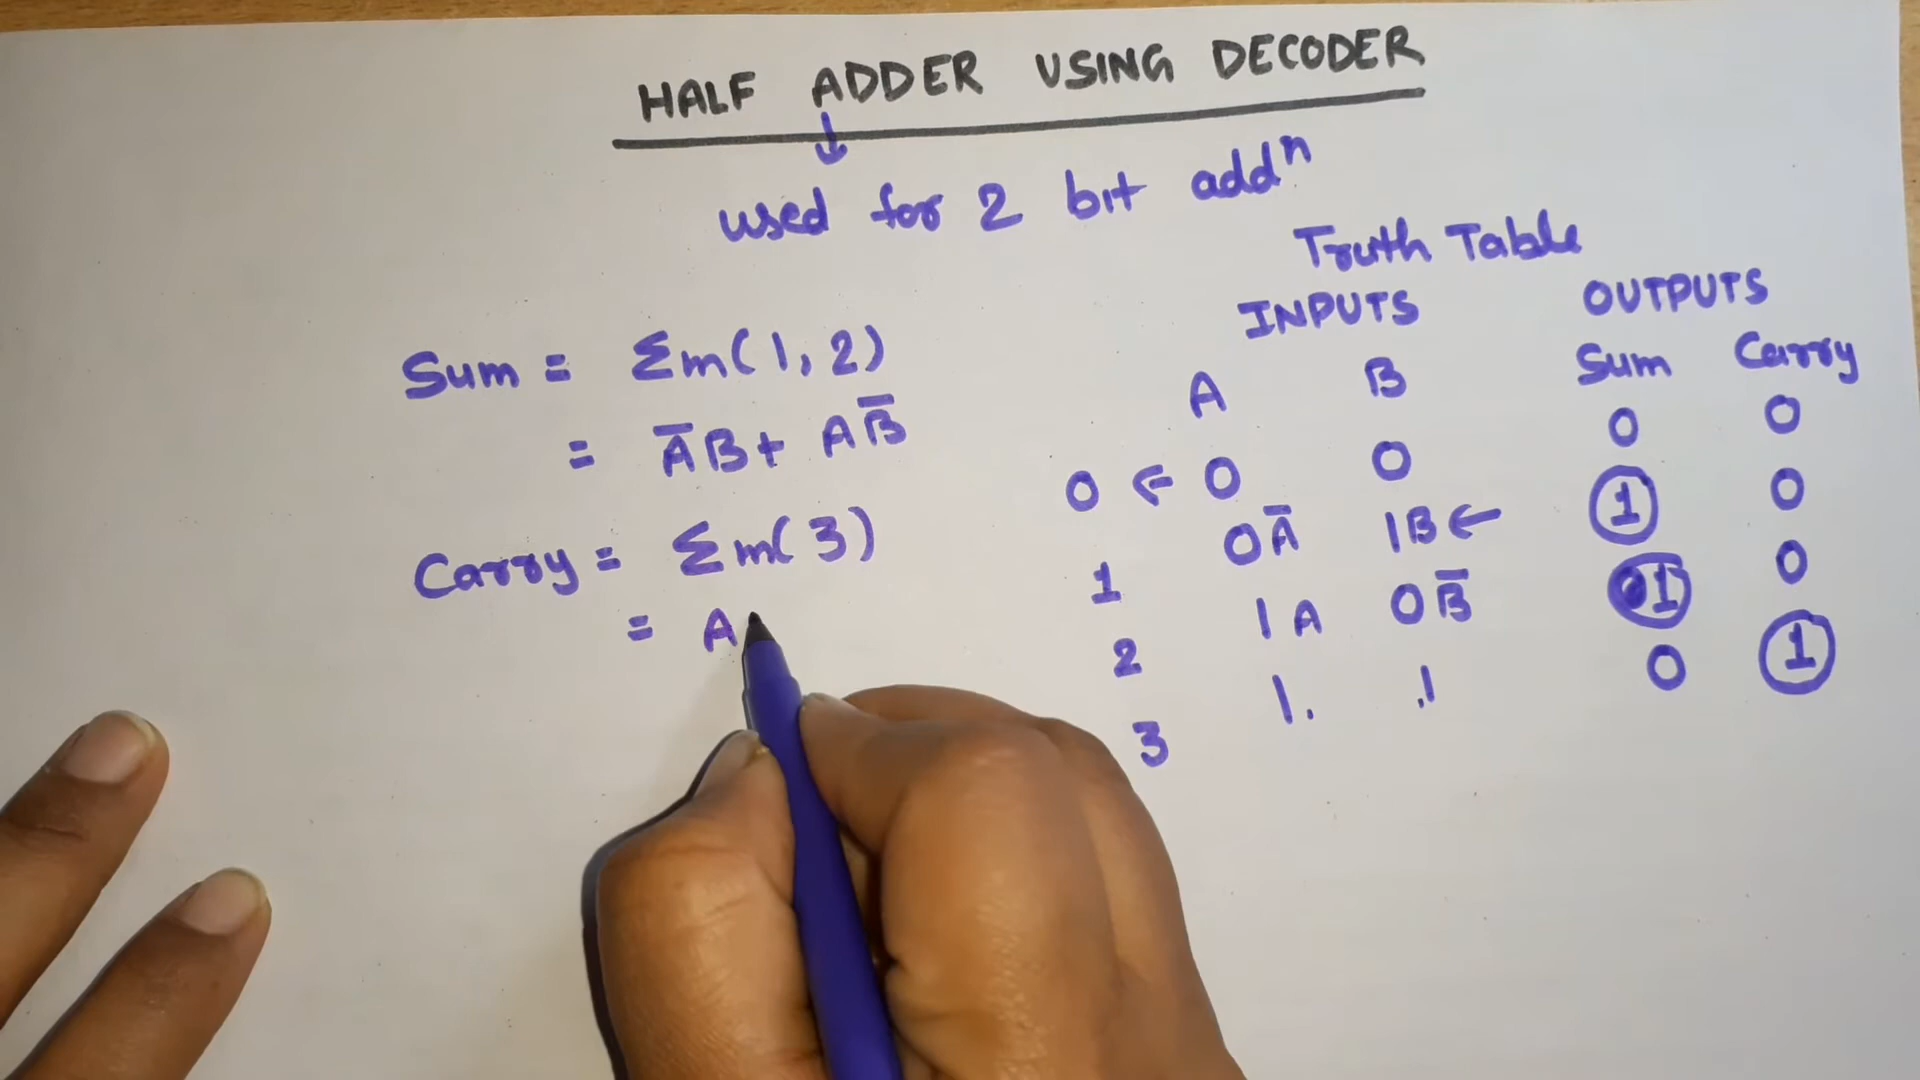 HALF ADDER USING DECODER
↓
used for 2 bit addⁿ
Sum = Σm(1,2)
= A̅B + AB̅
Carry = Σm(3)
= A
Truth Table
INPUTS OUTPUTS
A B Sum Carry
0 ← 0 0 0 0
1 0A̅ 1B ← 1 0
2 1A 0B̅ 1 0
3 1. .1 0 1